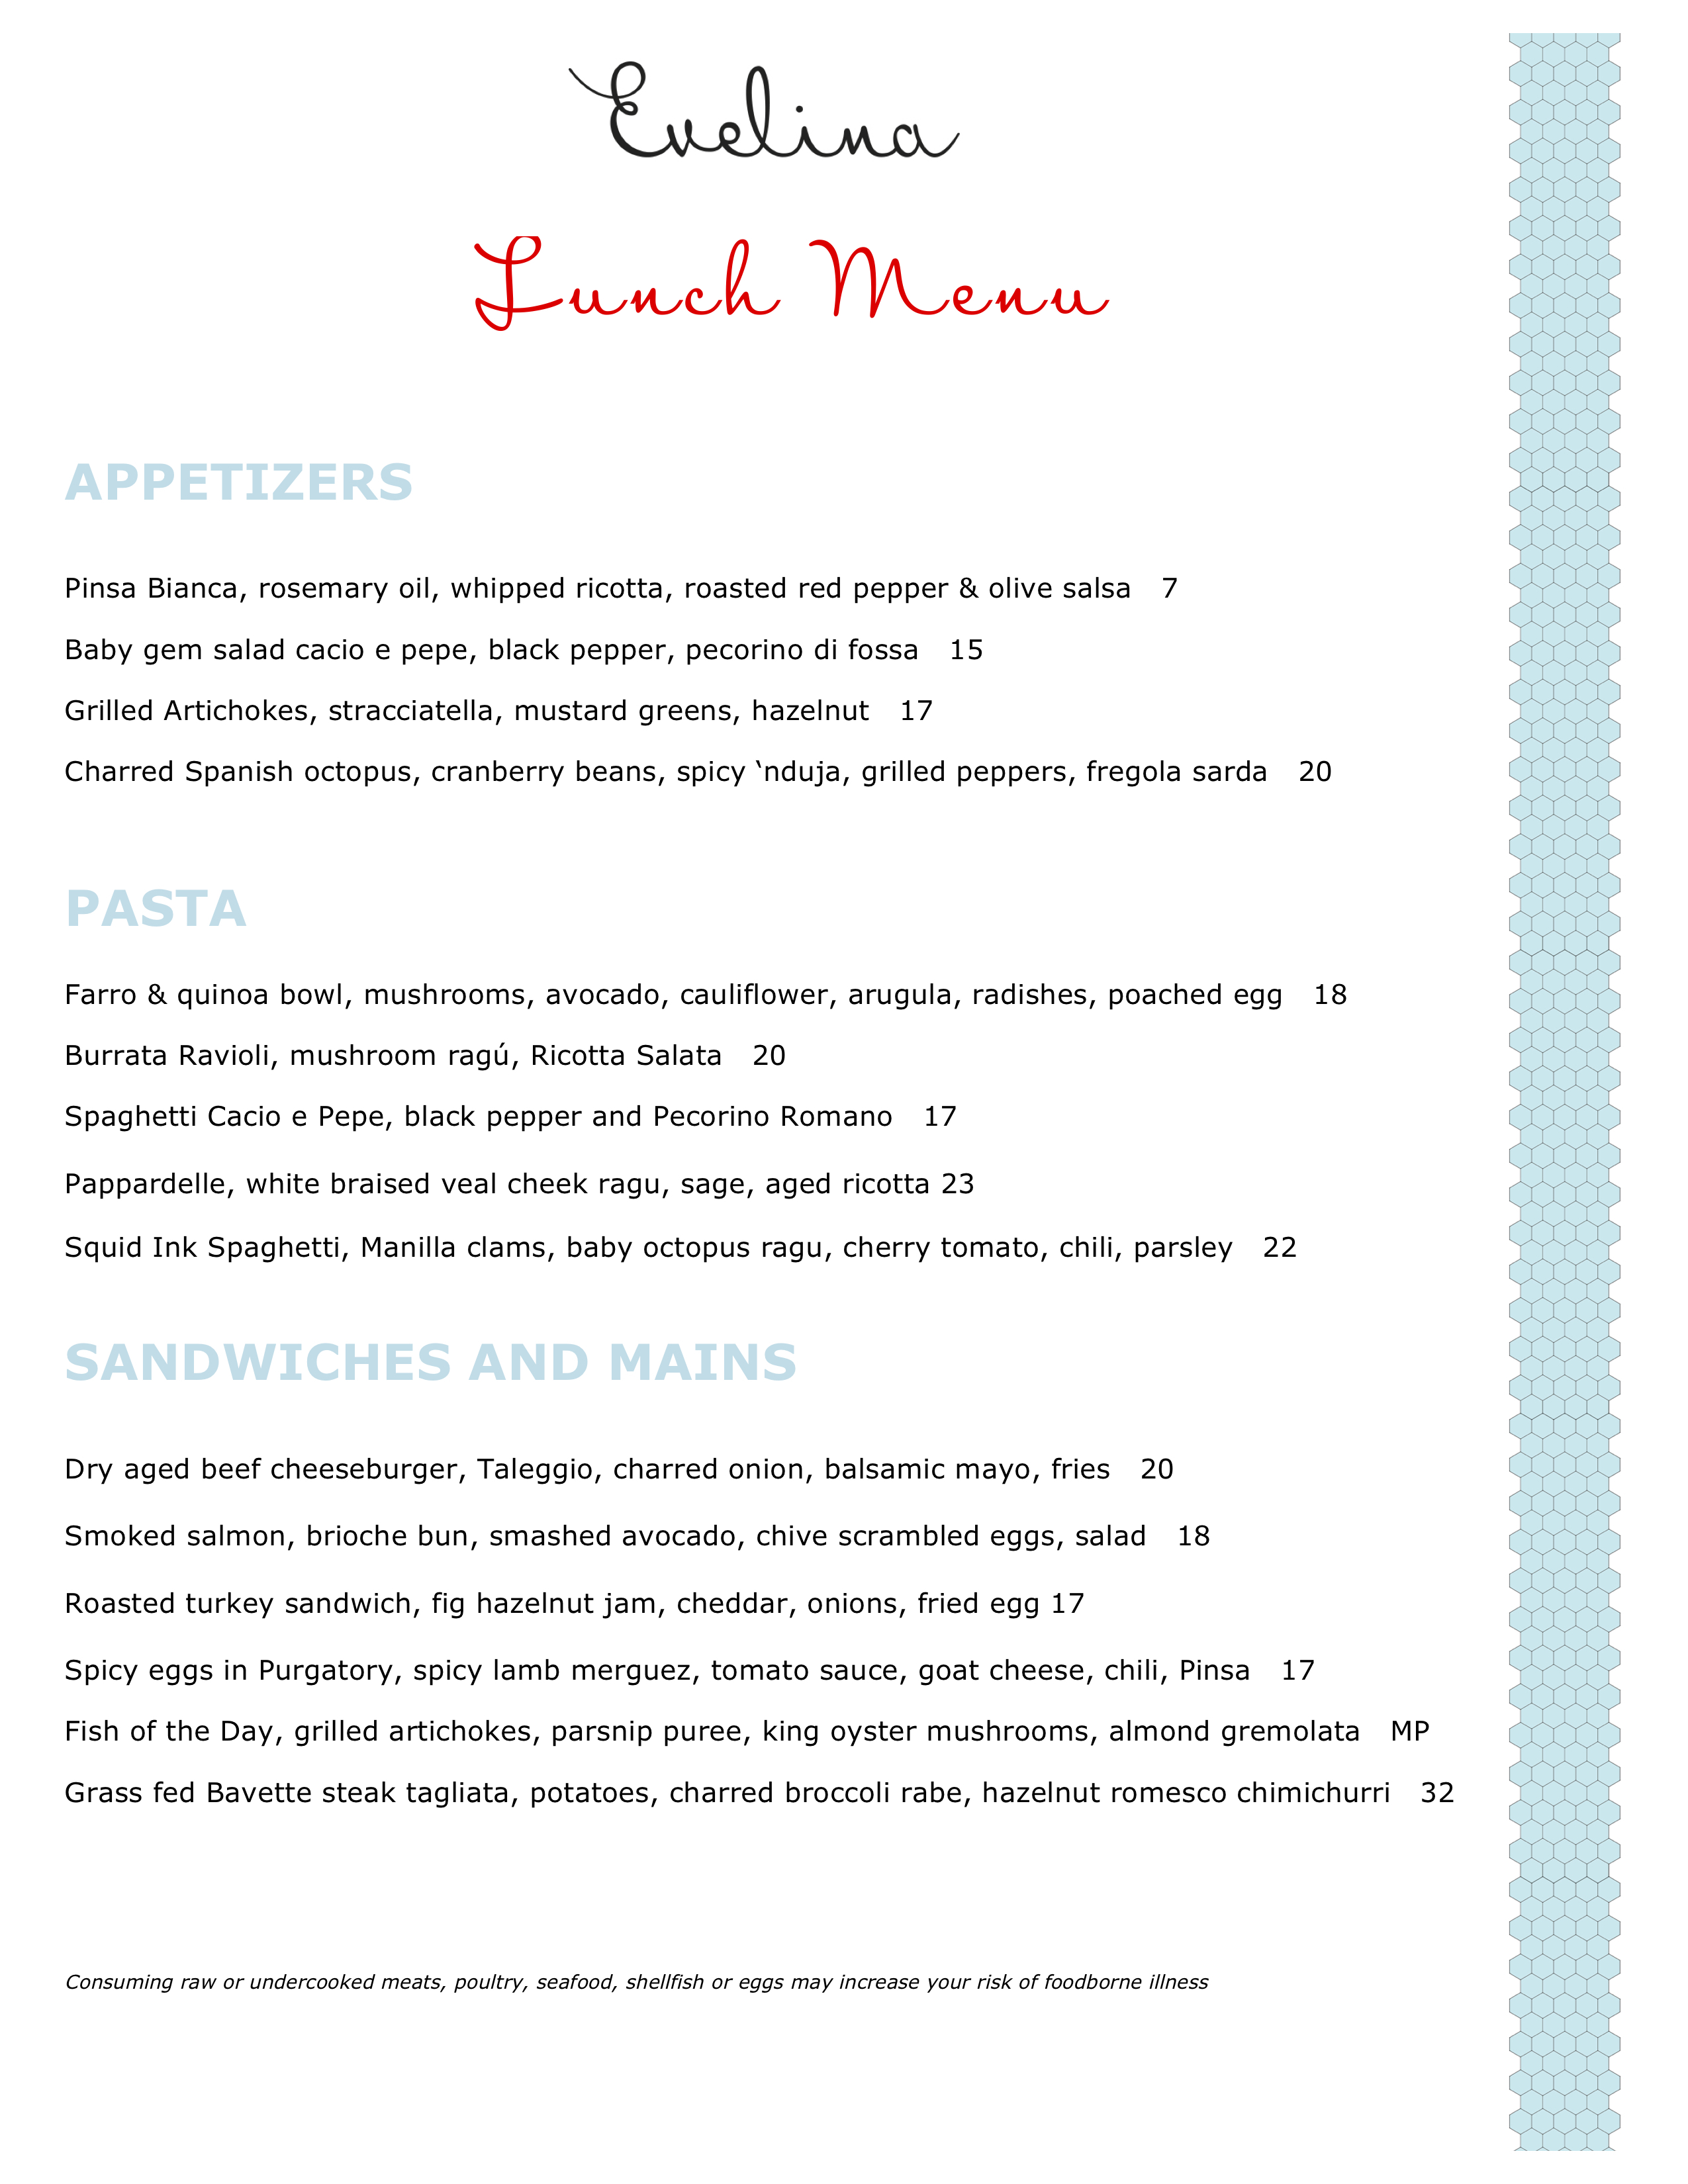 Evelina
Lunch Menu
APPETIZERS
Pinsa Bianca, rosemary oil, whipped ricotta, roasted red pepper & olive salsa 7
Baby gem salad cacio e pepe, black pepper, pecorino di fossa 15
Grilled Artichokes, stracciatella, mustard greens, hazelnut 17
Charred Spanish octopus, cranberry beans, spicy ‘nduja, grilled peppers, fregola sarda 20
PASTA
Farro & quinoa bowl, mushrooms, avocado, cauliflower, arugula, radishes, poached egg 18
Burrata Ravioli, mushroom ragú, Ricotta Salata 20
Spaghetti Cacio e Pepe, black pepper and Pecorino Romano 17
Pappardelle, white braised veal cheek ragu, sage, aged ricotta 23
Squid Ink Spaghetti, Manilla clams, baby octopus ragu, cherry tomato, chili, parsley 22
SANDWICHES AND MAINS
Dry aged beef cheeseburger, Taleggio, charred onion, balsamic mayo, fries 20
Smoked salmon, brioche bun, smashed avocado, chive scrambled eggs, salad 18
Roasted turkey sandwich, fig hazelnut jam, cheddar, onions, fried egg 17
Spicy eggs in Purgatory, spicy lamb merguez, tomato sauce, goat cheese, chili, Pinsa 17
Fish of the Day, grilled artichokes, parsnip puree, king oyster mushrooms, almond gremolata MP
Grass fed Bavette steak tagliata, potatoes, charred broccoli rabe, hazelnut romesco chimichurri 32
Consuming raw or undercooked meats, poultry, seafood, shellfish or eggs may increase your risk of foodborne illness